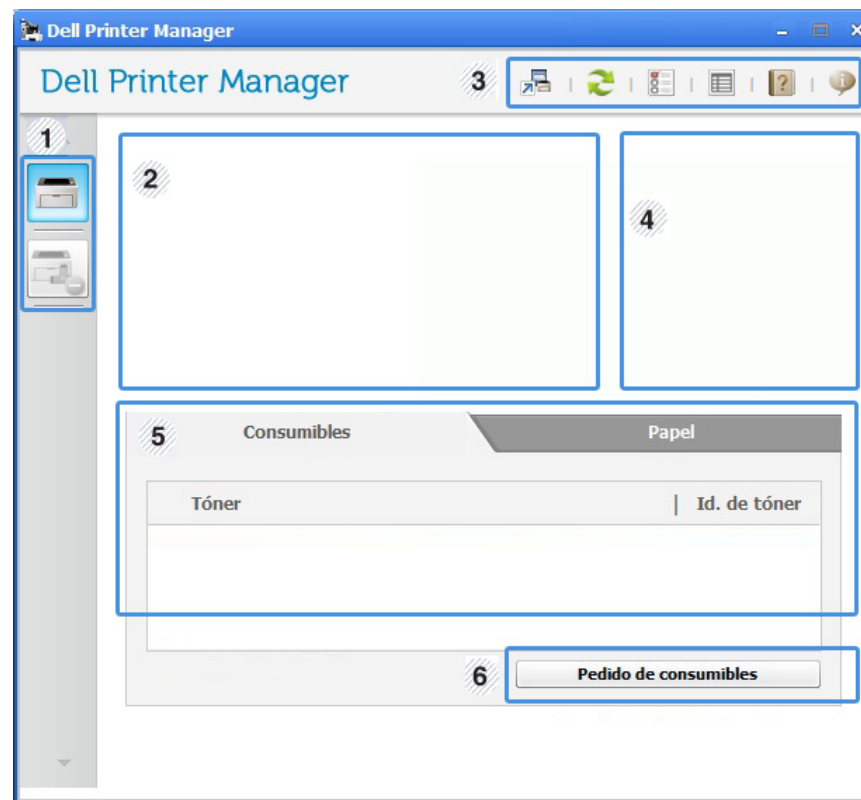 Dell Printer Manager
Dell Printer Manager
3
1
2
4
5 Consumibles Papel
Tóner | Id. de tóner
6 Pedido de consumibles